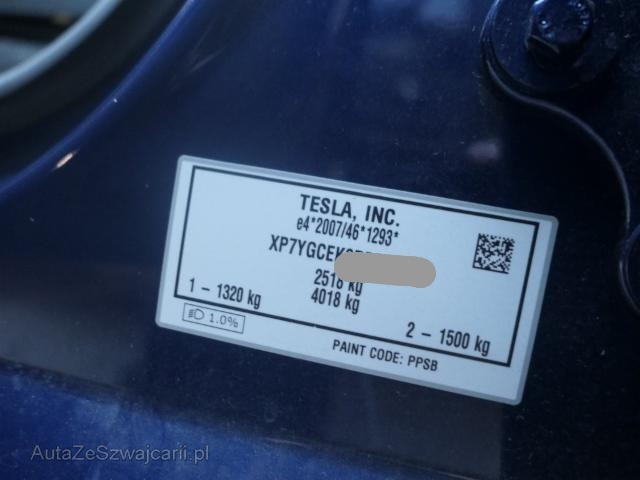 TESLA, INC.
e4*2007/46*1293*
XP7YGCEK
2518 kg
4018 kg
1 – 1320 kg
2 – 1500 kg
1.0%
PAINT CODE: PPSB
AutaZeSzwajcarii.pl